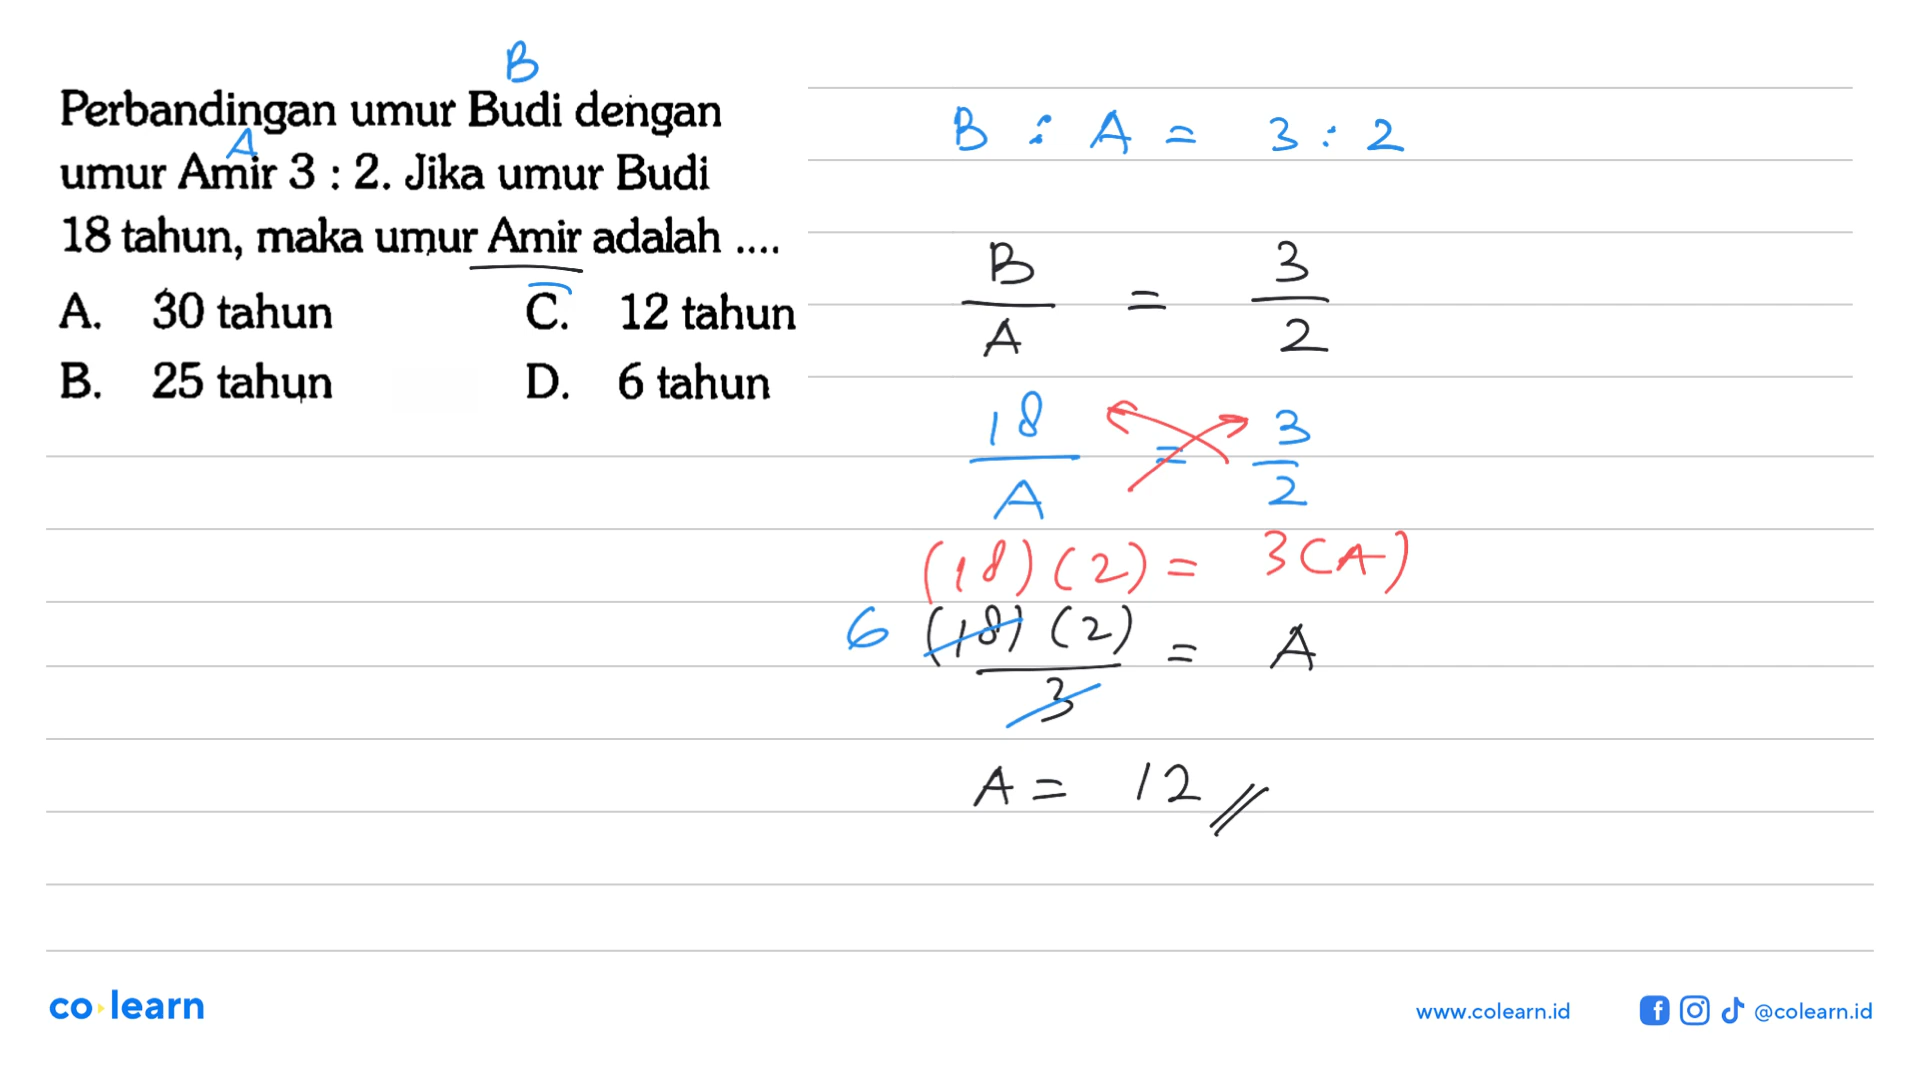 B
Perbandingan umur Budi dengan
A
umur Amir 3 : 2. Jika umur Budi
18 tahun, maka umur Amir adalah ....
A. 30 tahun C. 12 tahun
B. 25 tahun D. 6 tahun
B : A = 3 : 2
B/A = 3/2
18/A = 3/2
(18)(2) = 3(A)
6 (18)(2)/3 = A
A = 12 //
co learn
www.colearn.id @colearn.id